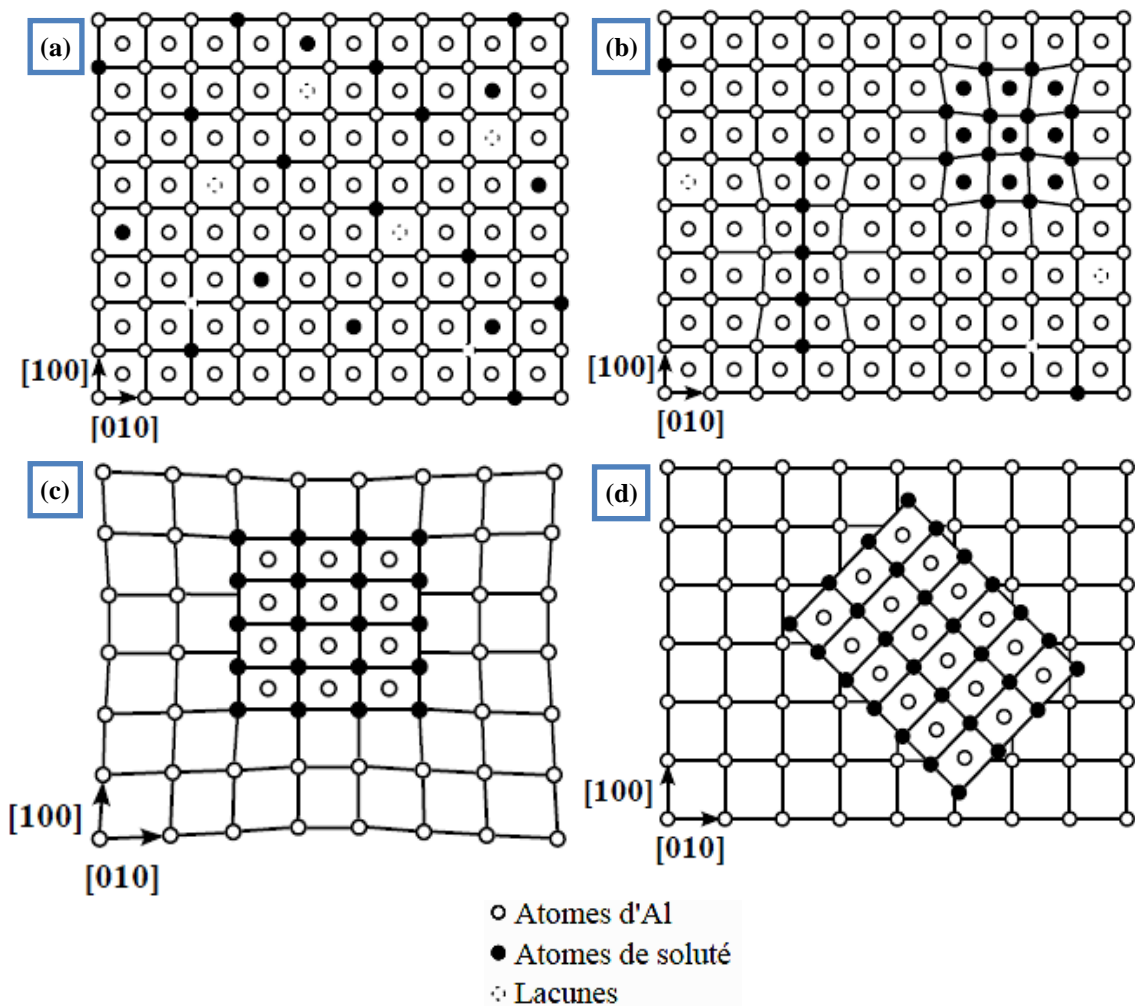 (a)
(b)
[100]
[010]
[100]
[010]
(c)
(d)
[100]
[010]
[100]
[010]
Atomes d'Al
Atomes de soluté
Lacunes